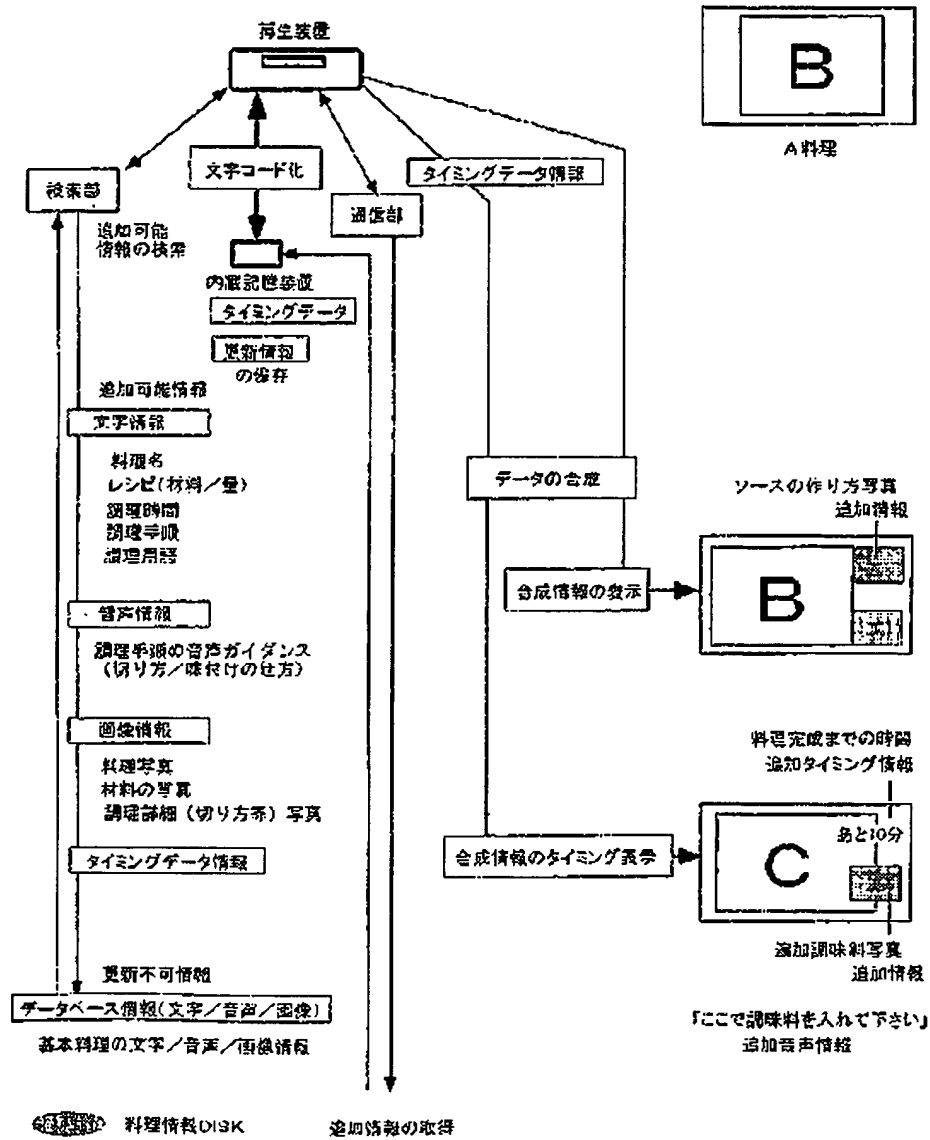 再生装置
B
A料理
文字コード化
タイミングデータ情報
検索部
通信部
追加可能
情報の検索
内蔵記憶装置
タイミングデータ
更新情報
の保存
追加可能情報
文字情報
料理名
レシピ(材料／量)
調理時間
調理手順
調理用語
データの合成
ソースの作り方写真
追加情報
合成情報の表示
B
音声情報
調理手順の音声ガイダンス
(切り方／味付けの仕方)
画像情報
料理写真
材料の写真
調理詳細（切り方等）写真
料理完成までの時間
追加タイミング情報
タイミングデータ情報
合成情報のタイミング表示
あと10分
C
追加調味料写真
追加情報
更新不可情報
データベース情報(文字／音声／画像)
基本料理の文字／音声／画像情報
「ここで調味料を入れて下さい」
追加音声情報
料理情報DISK
追加情報の取得